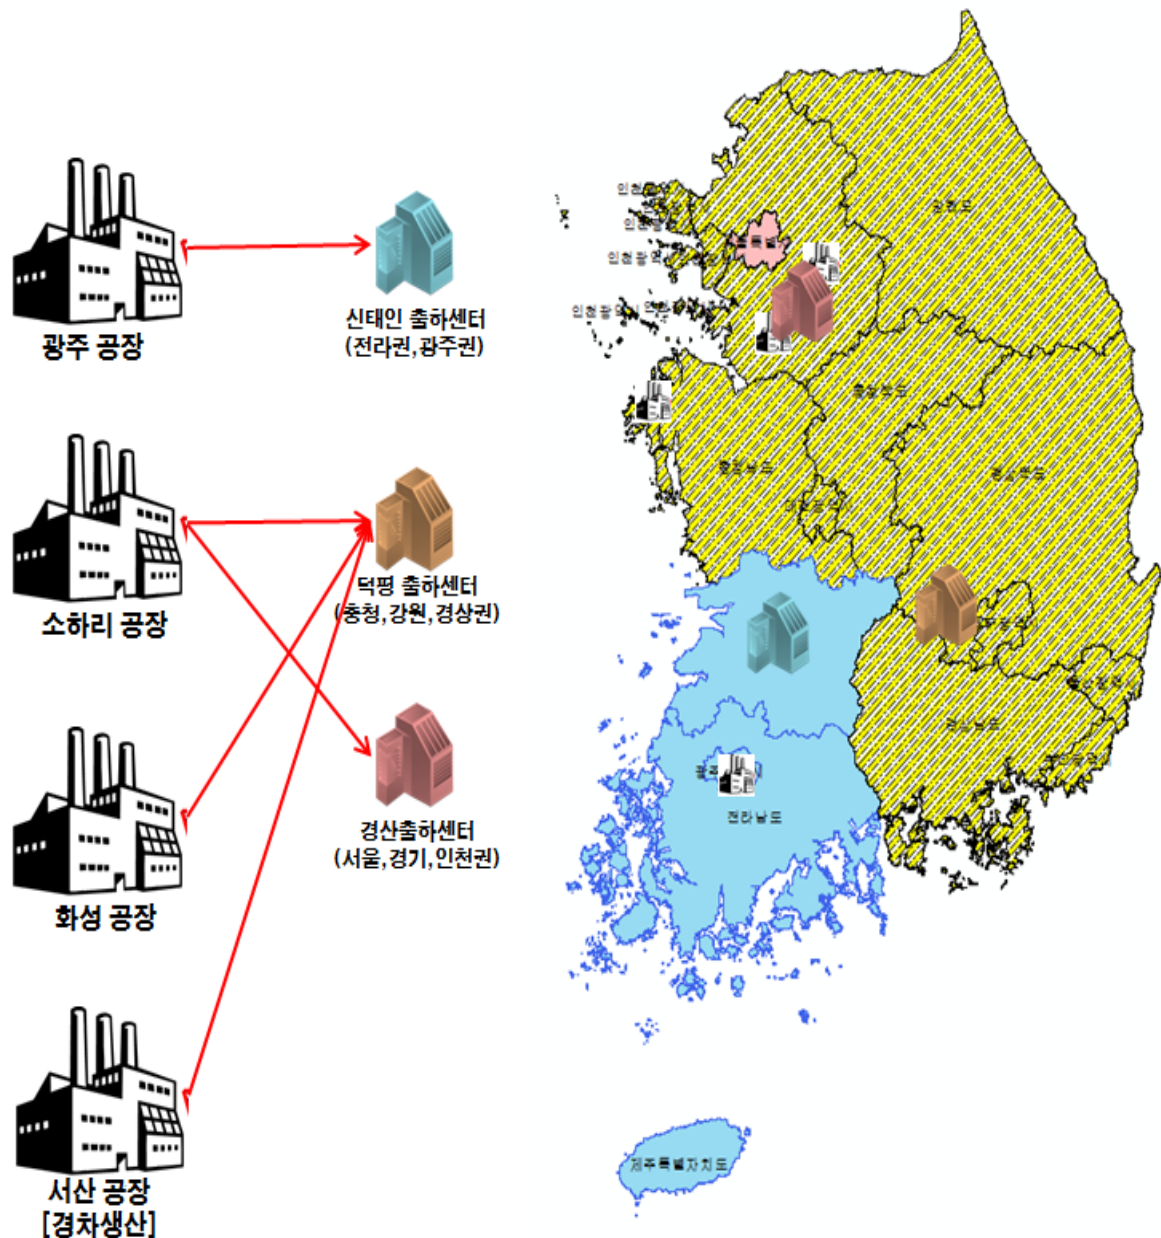 광주 공장
신태인 출하센터
(전라권,광주권)
소하리 공장
덕평 출하센터
(충청,강원,경상권)
화성 공장
경산출하센터
(서울,경기,인천권)
서산 공장
[경차생산]
강원도
충청북도
충청남도
경상북도
경상남도
전라남도
제주특별자치도